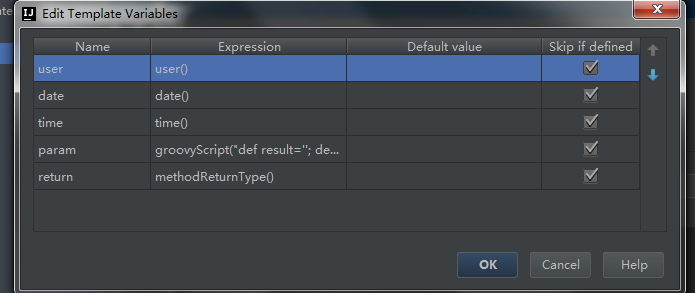 IJ Edit Template Variables
Name Expression Default value Skip if defined
user user()
date date()
time time()
param groovyScript("def result=''; de...
return methodReturnType()
OK Cancel Help